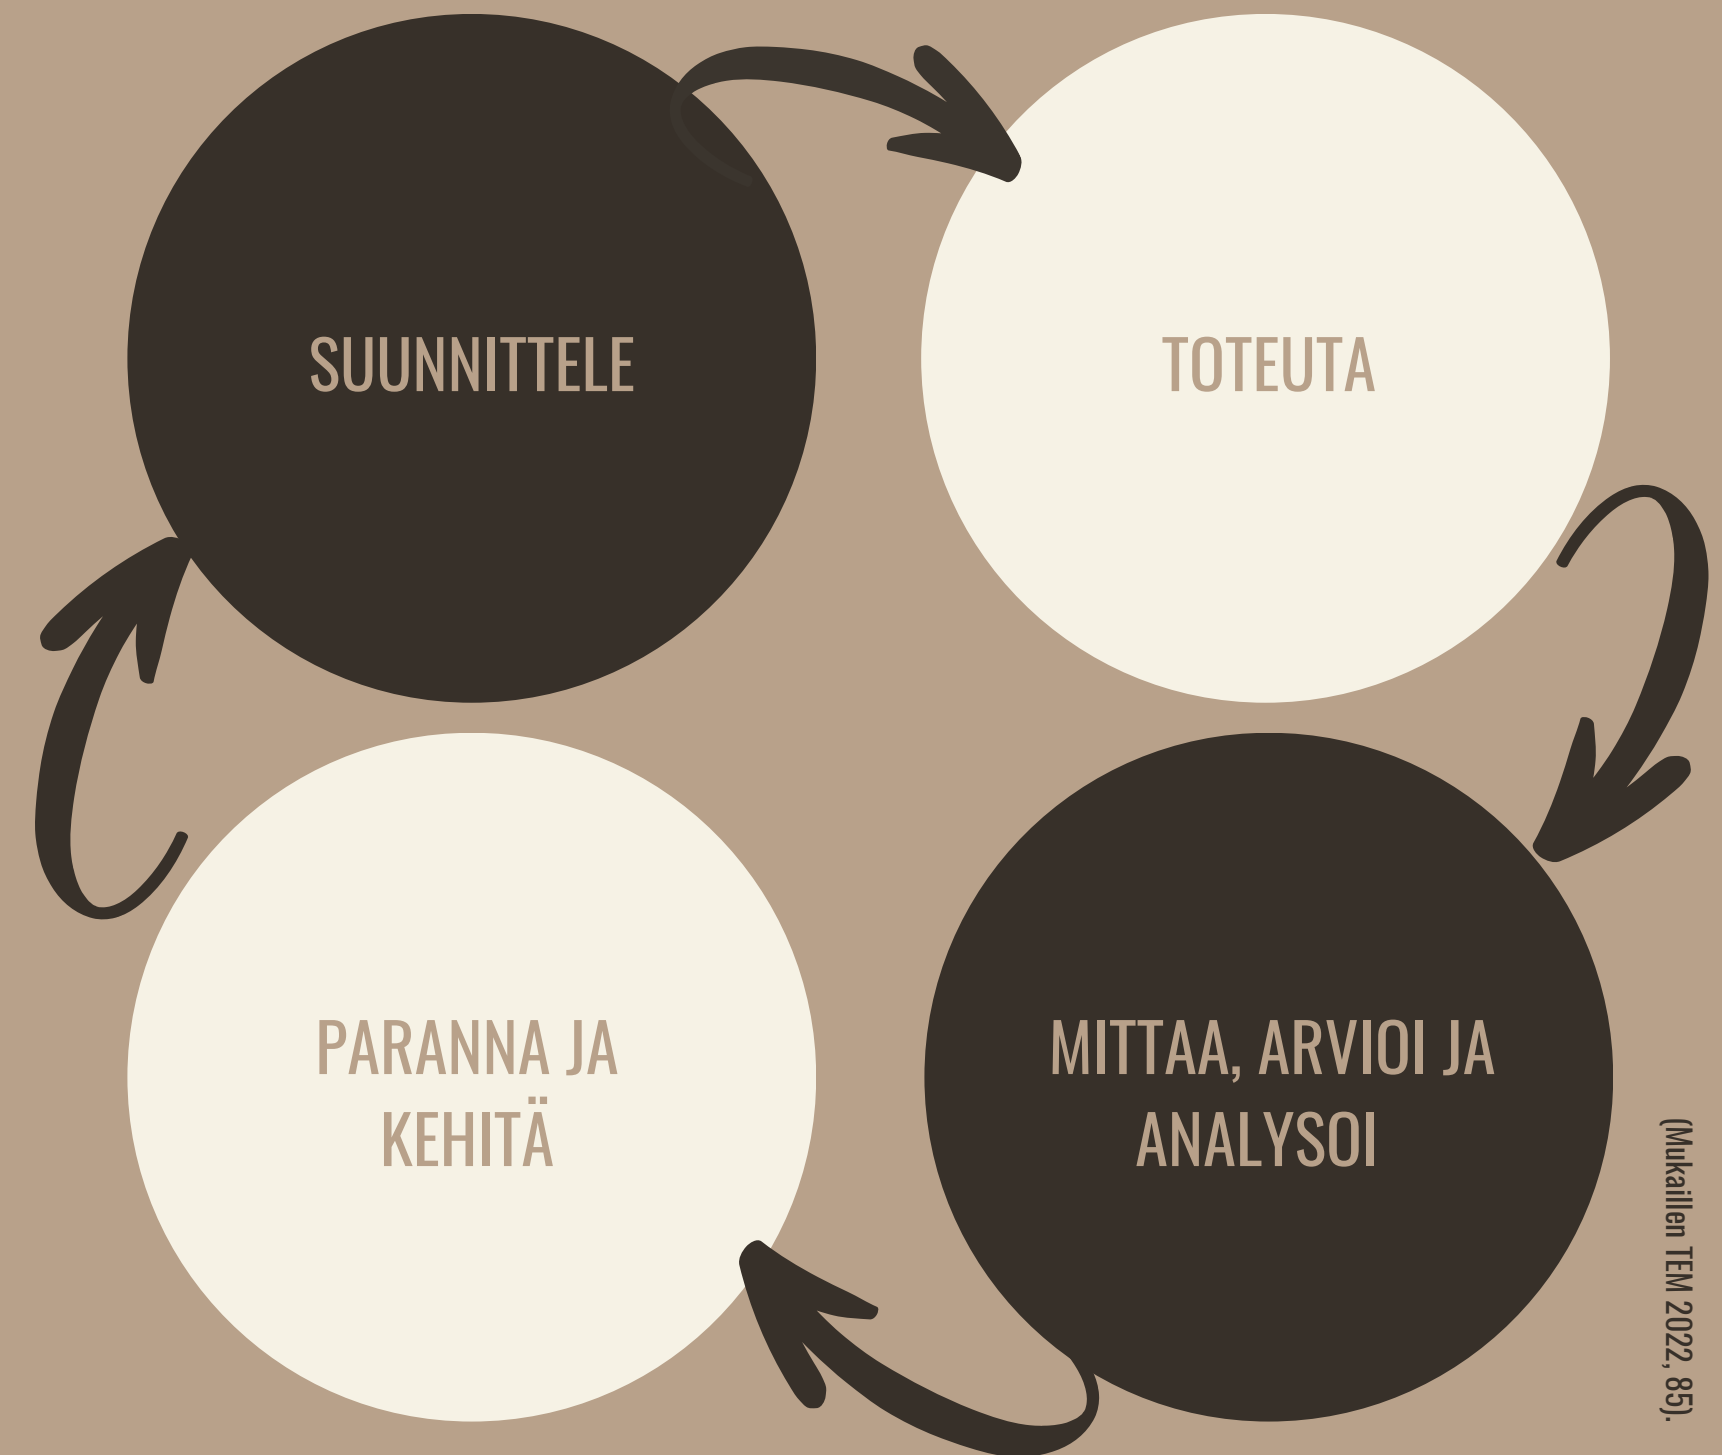 SUUNNITTELE
TOTEUTA
MITTAA, ARVIOI JA
ANALYSOI
PARANNA JA
KEHITÄ
(Mukaillen TEM 2022, 85).